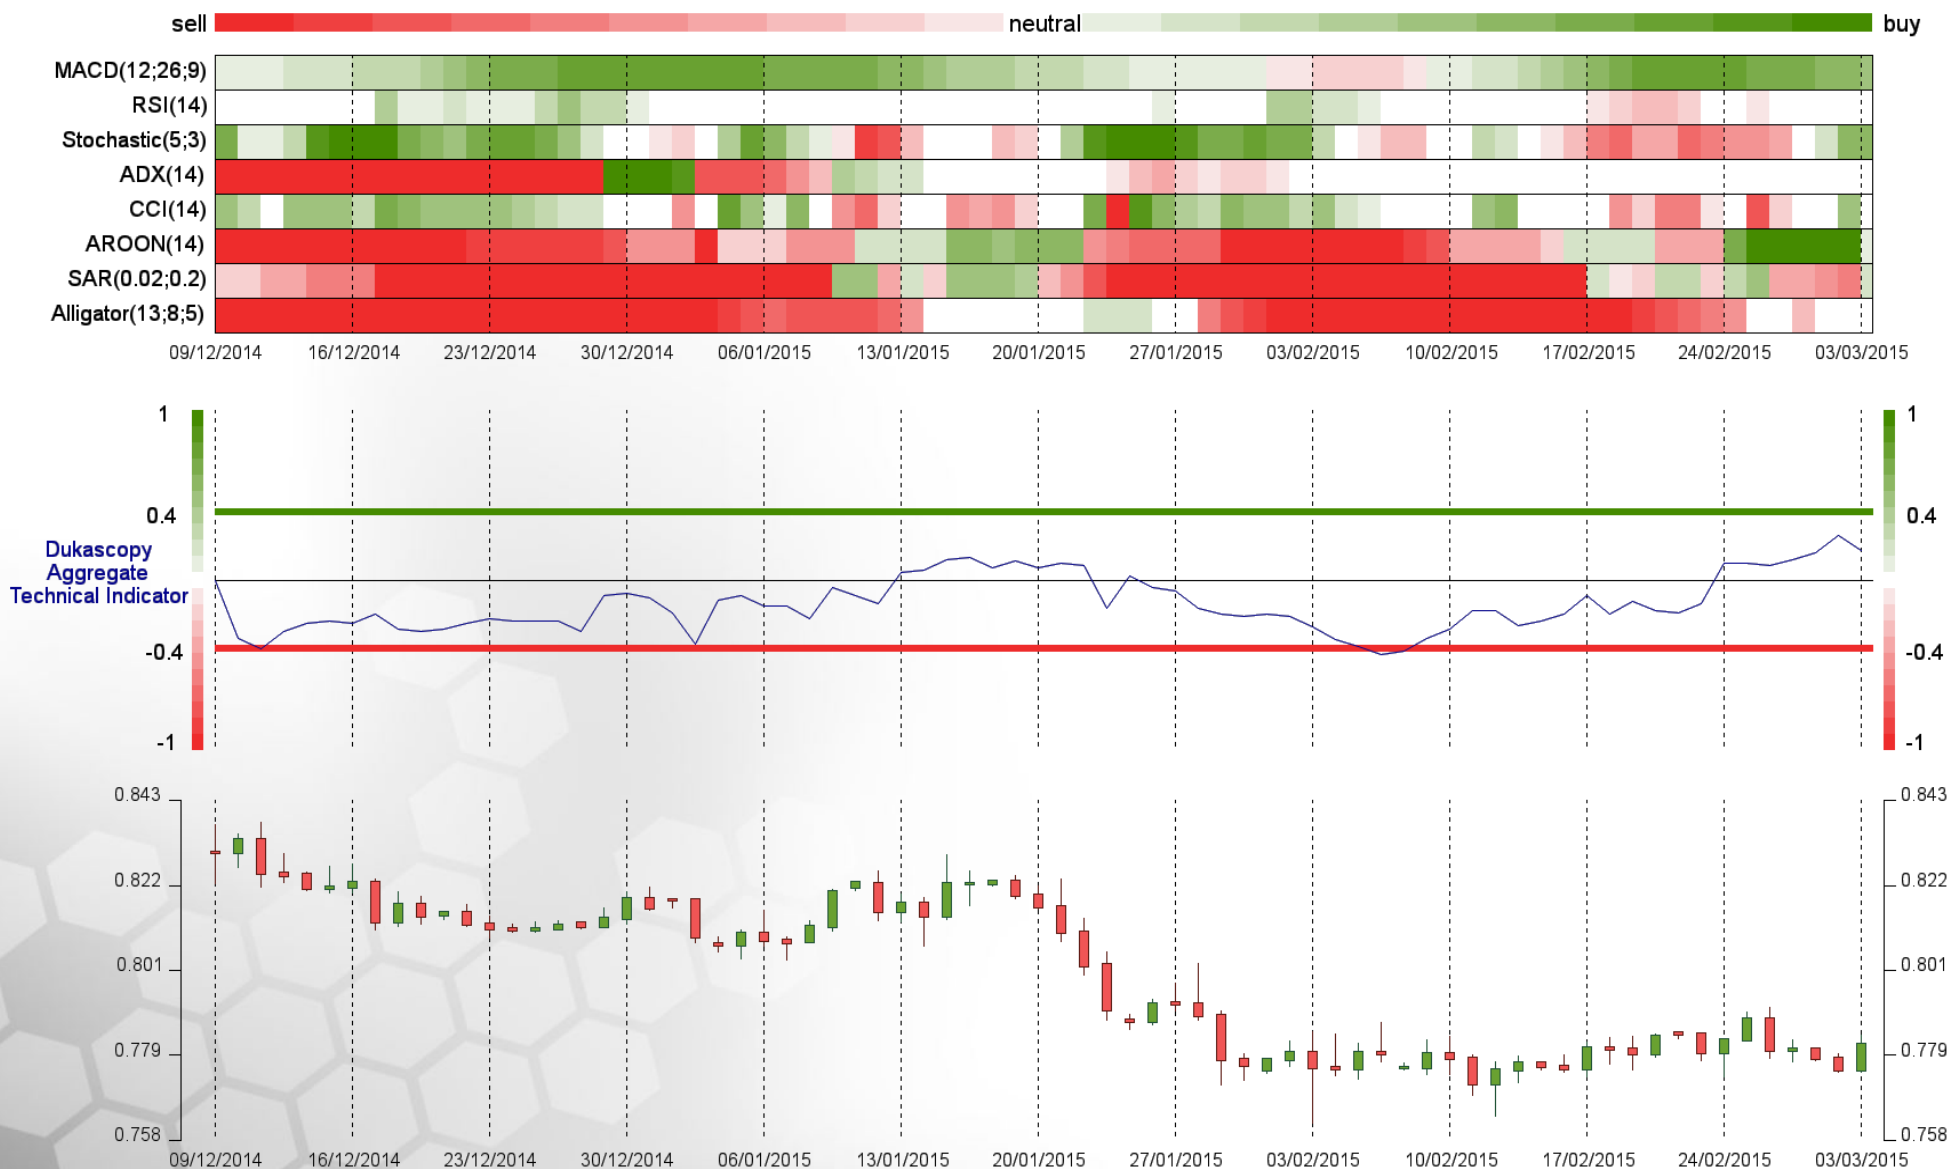 sell neutral buy
MACD(12;26;9)
RSI(14)
Stochastic(5;3)
ADX(14)
CCI(14)
AROON(14)
SAR(0.02;0.2)
Alligator(13;8;5)
09/12/2014 16/12/2014 23/12/2014 30/12/2014 06/01/2015 13/01/2015 20/01/2015 27/01/2015 03/02/2015 10/02/2015 17/02/2015 24/02/2015 03/03/2015
1 1
0.4 0.4
Dukascopy
Aggregate
Technical Indicator
-0.4 -0.4
-1 -1
0.843 0.843
0.822 0.822
0.801 0.801
0.779 0.779
0.758 0.758
09/12/2014 16/12/2014 23/12/2014 30/12/2014 06/01/2015 13/01/2015 20/01/2015 27/01/2015 03/02/2015 10/02/2015 17/02/2015 24/02/2015 03/03/2015